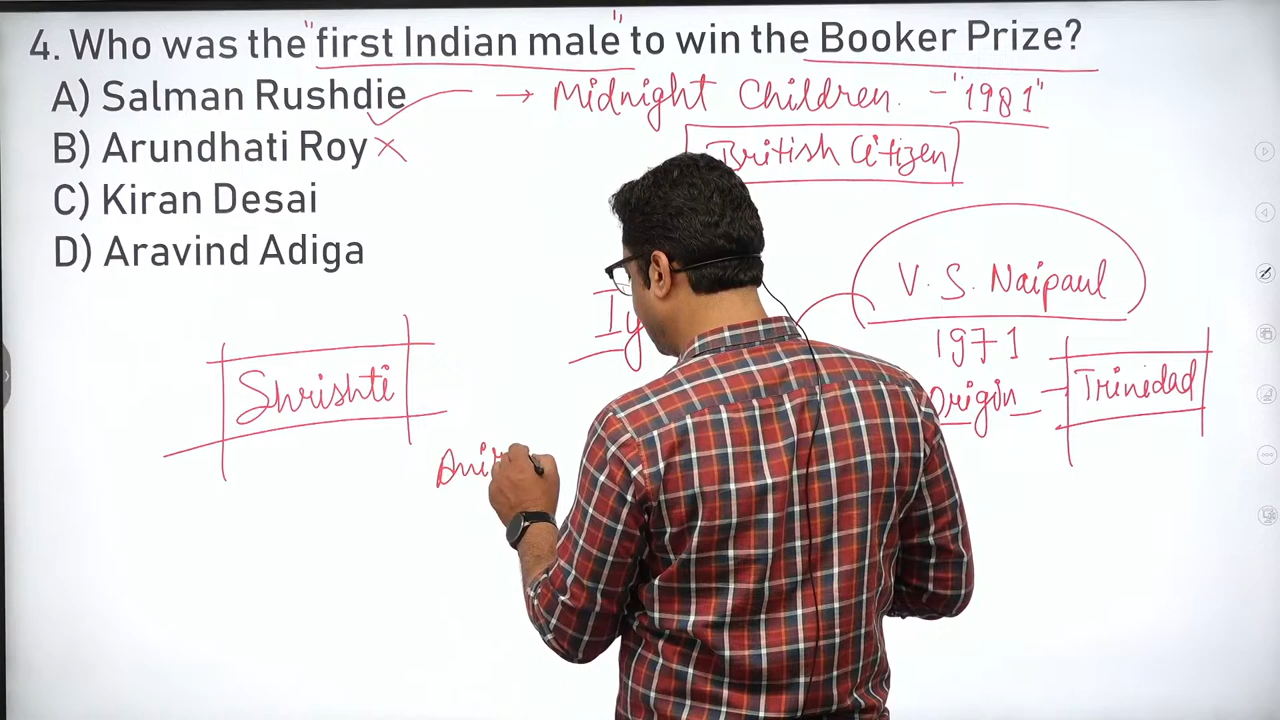 4. Who was the "first Indian male" to win the Booker Prize?
A) Salman Rushdie → Midnight Children. - "1981"
B) Arundhati Roy
British Citizen
C) Kiran Desai
D) Aravind Adiga
V. S. Naipaul
1971
Origin - Trinidad
Shrishti